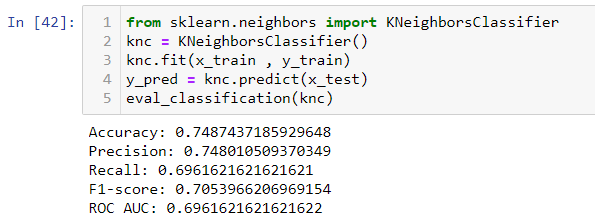 In [42]:
1 from sklearn.neighbors import KNeighborsClassifier
2 knc = KNeighborsClassifier()
3 knc.fit(x_train , y_train)
4 y_pred = knc.predict(x_test)
5 eval_classification(knc)
Accuracy: 0.7487437185929648
Precision: 0.748010509370349
Recall: 0.6961621621621621
F1-score: 0.7053966206969154
ROC AUC: 0.6961621621621622